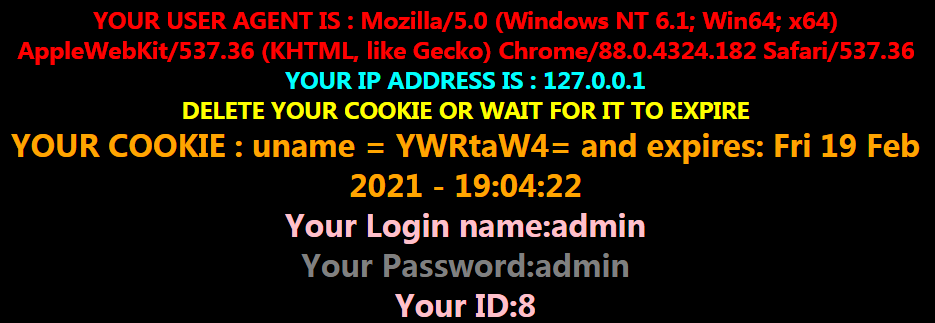 YOUR USER AGENT IS : Mozilla/5.0 (Windows NT 6.1; Win64; x64)
AppleWebKit/537.36 (KHTML, like Gecko) Chrome/88.0.4324.182 Safari/537.36
YOUR IP ADDRESS IS : 127.0.0.1
DELETE YOUR COOKIE OR WAIT FOR IT TO EXPIRE
YOUR COOKIE : uname = YWRtaW4= and expires: Fri 19 Feb
2021 - 19:04:22
Your Login name:admin
Your Password:admin
Your ID:8